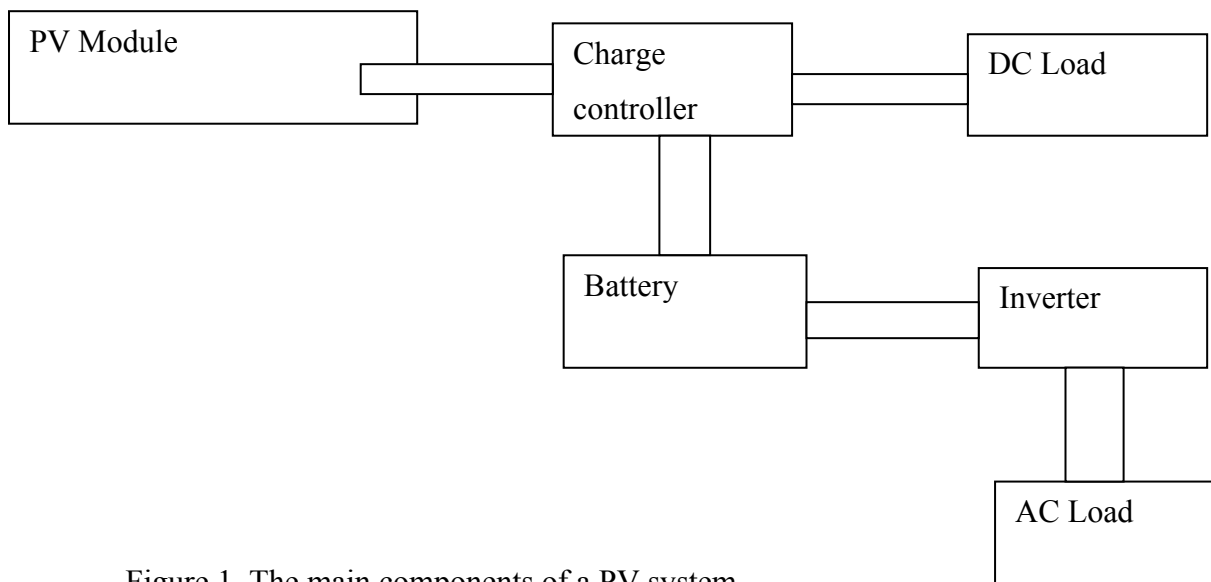 PV Module
Charge
controller
DC Load
Battery
Inverter
AC Load
Figure 1 The main components of a PV system